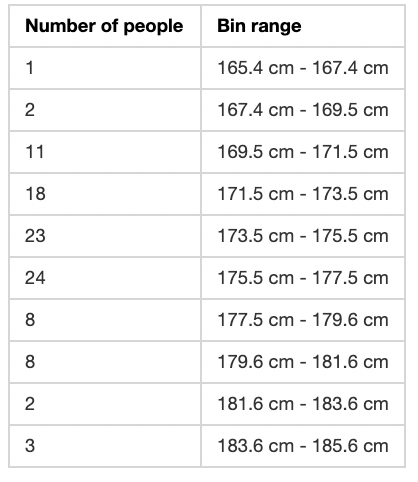 Number of people Bin range
1 165.4 cm - 167.4 cm
2 167.4 cm - 169.5 cm
11 169.5 cm - 171.5 cm
18 171.5 cm - 173.5 cm
23 173.5 cm - 175.5 cm
24 175.5 cm - 177.5 cm
8 177.5 cm - 179.6 cm
8 179.6 cm - 181.6 cm
2 181.6 cm - 183.6 cm
3 183.6 cm - 185.6 cm